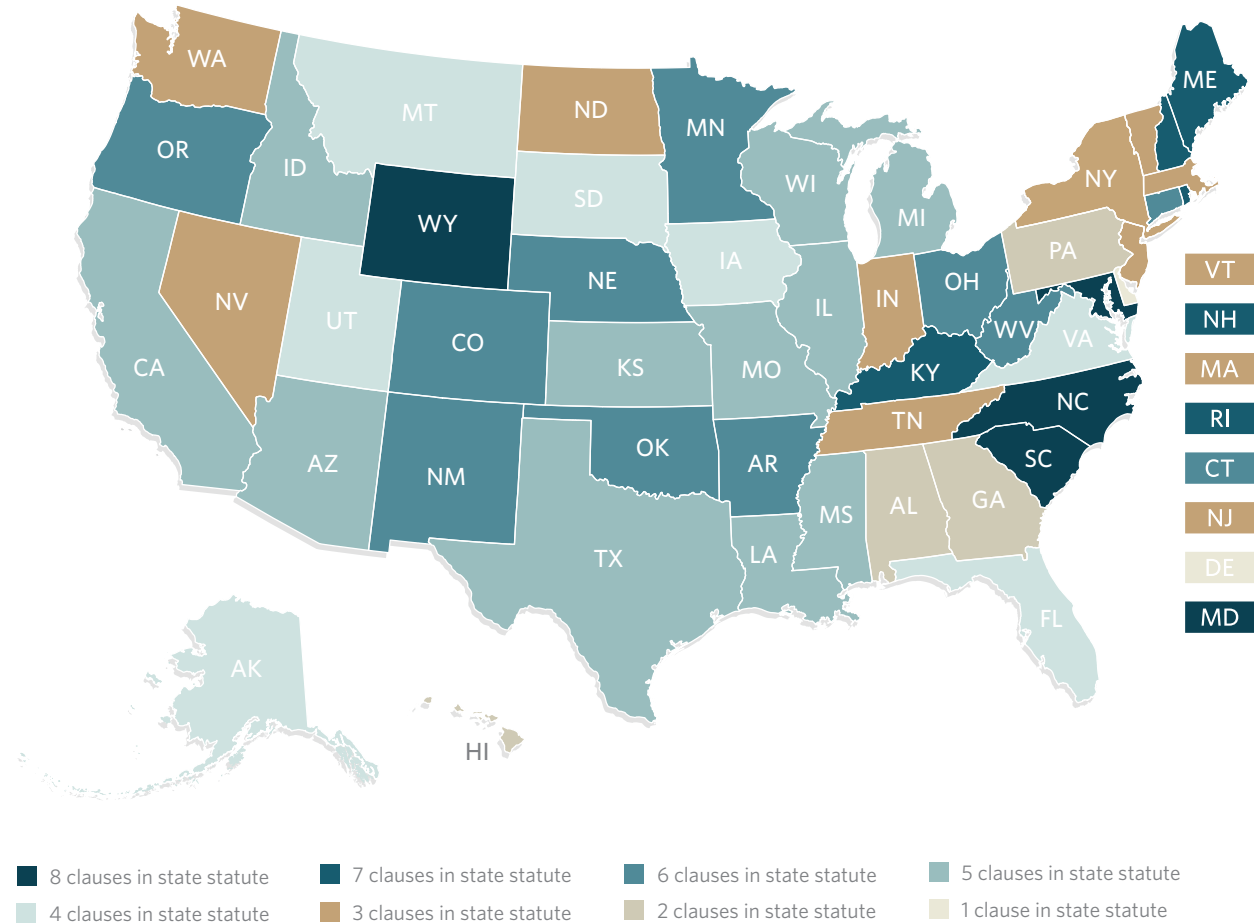 WA
MT
ND
MN
ME
OR
ID
SD
WI
MI
NY
WY
IA
PA
NE
NV
UT
CO
IL
IN
OH
WV
VA
CA
KS
MO
KY
NC
TN
AZ
NM
OK
AR
SC
MS
AL
GA
TX
LA
FL
AK
HI
VT
NH
MA
RI
CT
NJ
DE
MD
8 clauses in state statute
7 clauses in state statute
6 clauses in state statute
5 clauses in state statute
4 clauses in state statute
3 clauses in state statute
2 clauses in state statute
1 clause in state statute